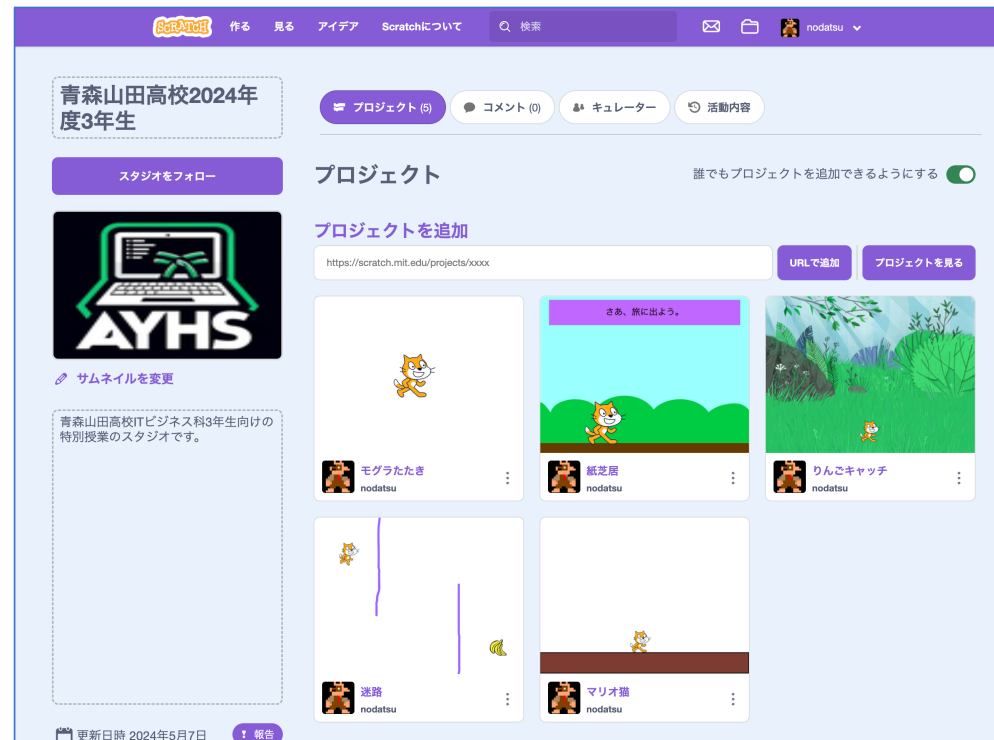 SCRATCH 作る 見る アイデア Scratchについて 検索 nodatsu
青森山田高校2024年
度3年生
プロジェクト (5) コメント (0) キュレーター 活動内容
スタジオをフォロー
プロジェクト
誰でもプロジェクトを追加できるようにする
プロジェクトを追加
https://scratch.mit.edu/projects/xxxx
URLで追加
プロジェクトを見る
AYHS
サムネイルを変更
青森山田高校ITビジネス科3年生向けの
特別授業のスタジオです。
さあ、旅に出よう。
モグラたたき
nodatsu
紙芝居
nodatsu
りんごキャッチ
nodatsu
迷路
nodatsu
マリオ猫
nodatsu
更新日時 2024年5月7日
報告